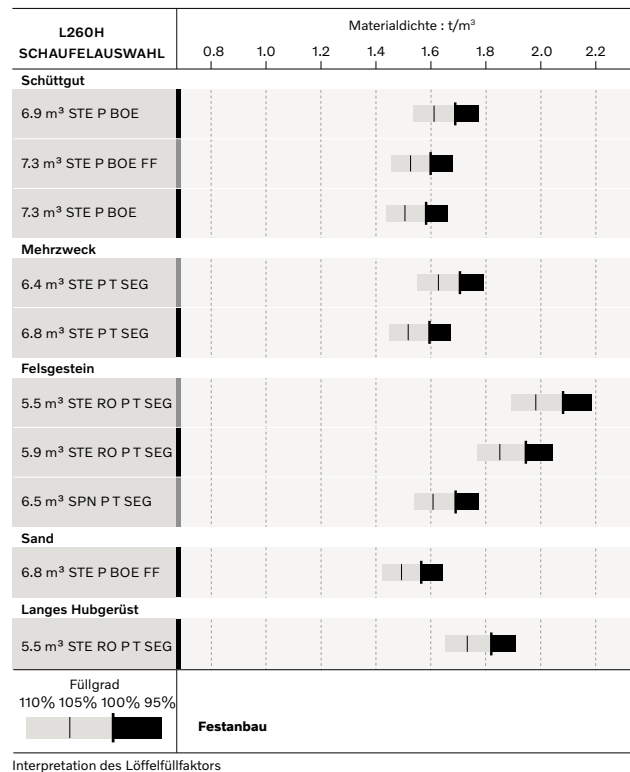 L260H
SCHAUFELAUSWAHL
Materialdichte : t/m³
0.8 1.0 1.2 1.4 1.6 1.8 2.0 2.2
Schüttgut
6.9 m³ STE P BOE
7.3 m³ STE P BOE FF
7.3 m³ STE P BOE
Mehrzweck
6.4 m³ STE P T SEG
6.8 m³ STE P T SEG
Felsgestein
5.5 m³ STE RO P T SEG
5.9 m³ STE RO P T SEG
6.5 m³ SPN P T SEG
Sand
6.8 m³ STE P BOE FF
Langes Hubgerüst
5.5 m³ STE RO P T SEG
Füllgrad
110% 105% 100% 95%
Festanbau
Interpretation des Löffelfüllfaktors